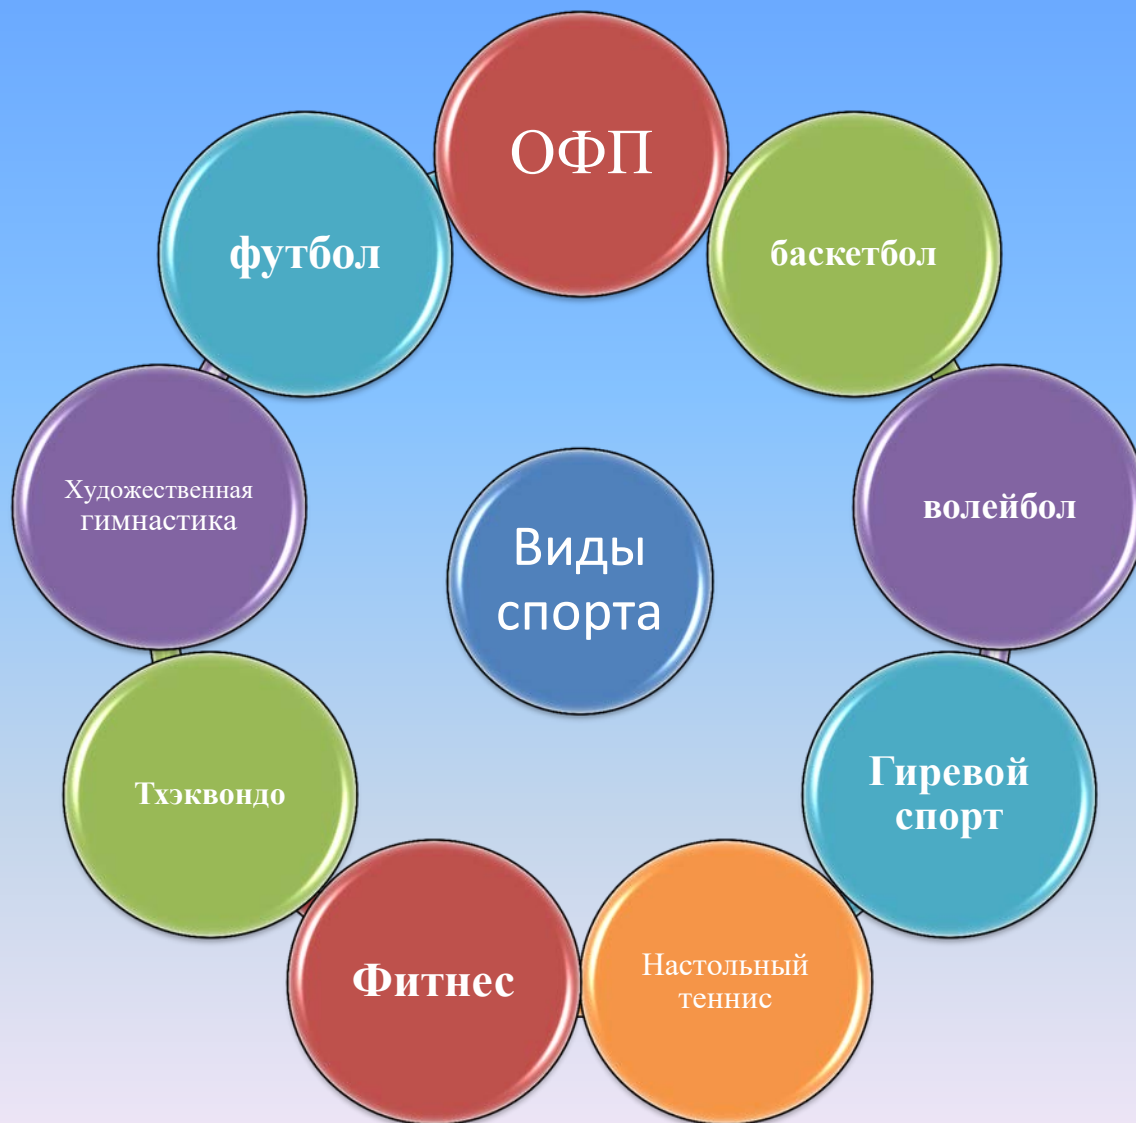 ОФП
футбол
баскетбол
Художественная
гимнастика
волейбол
Виды
спорта
Тхэквондо
Гиревой
спорт
Фитнес
Настольный
теннис